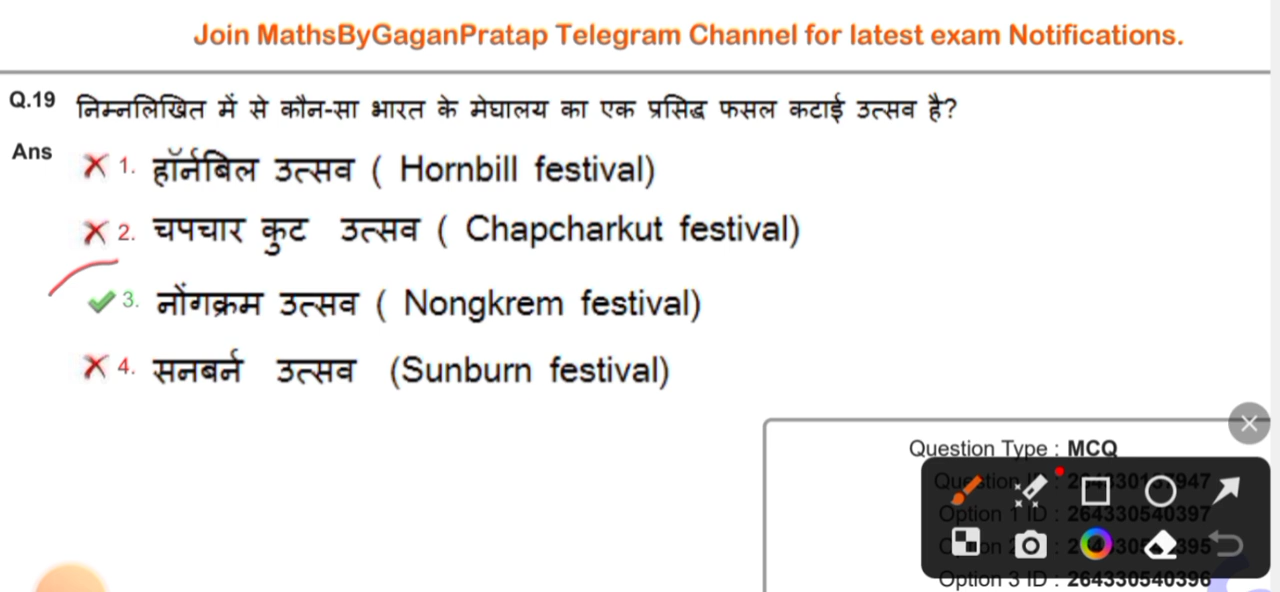 Join MathsByGaganPratap Telegram Channel for latest exam Notifications.
Q.19 निम्नलिखित में से कौन-सा भारत के मेघालय का एक प्रसिद्ध फसल कटाई उत्सव है?
Ans
1. हॉर्नबिल उत्सव ( Hornbill festival)
2. चपचार कुट उत्सव ( Chapcharkut festival)
3. नोंगक्रम उत्सव ( Nongkrem festival)
4. सनबर्न उत्सव (Sunburn festival)
Question Type : MCQ
Option 1 ID : 264330540397
Option 3 ID : 264330540396